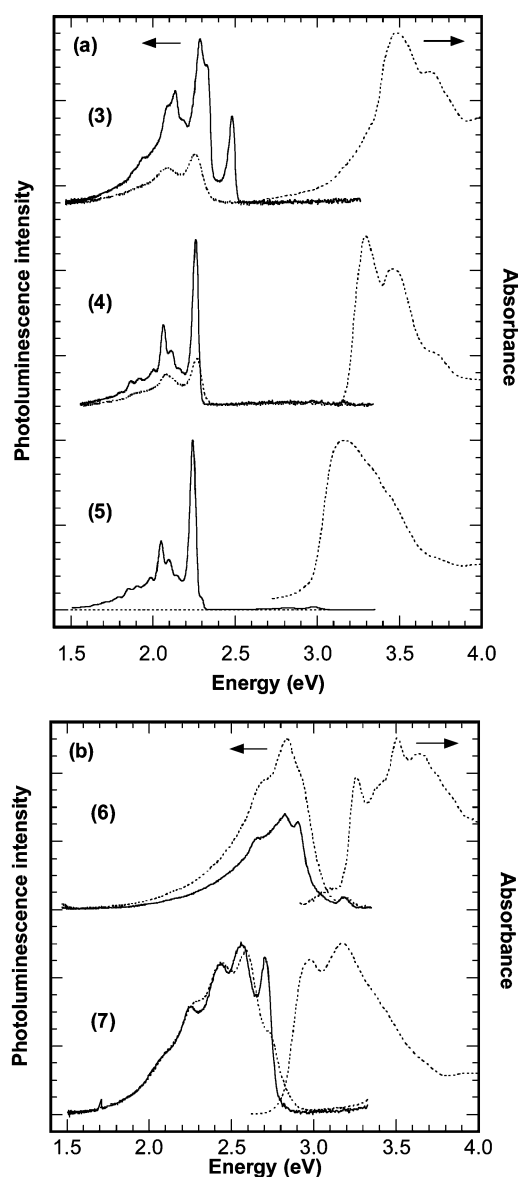 (a)
(3)
(4)
(5)
Photoluminescence intensity
Absorbance
1.5 2.0 2.5 3.0 3.5 4.0
Energy (eV)
(b)
(6)
(7)
Photoluminescence intensity
Absorbance
1.5 2.0 2.5 3.0 3.5 4.0
Energy (eV)